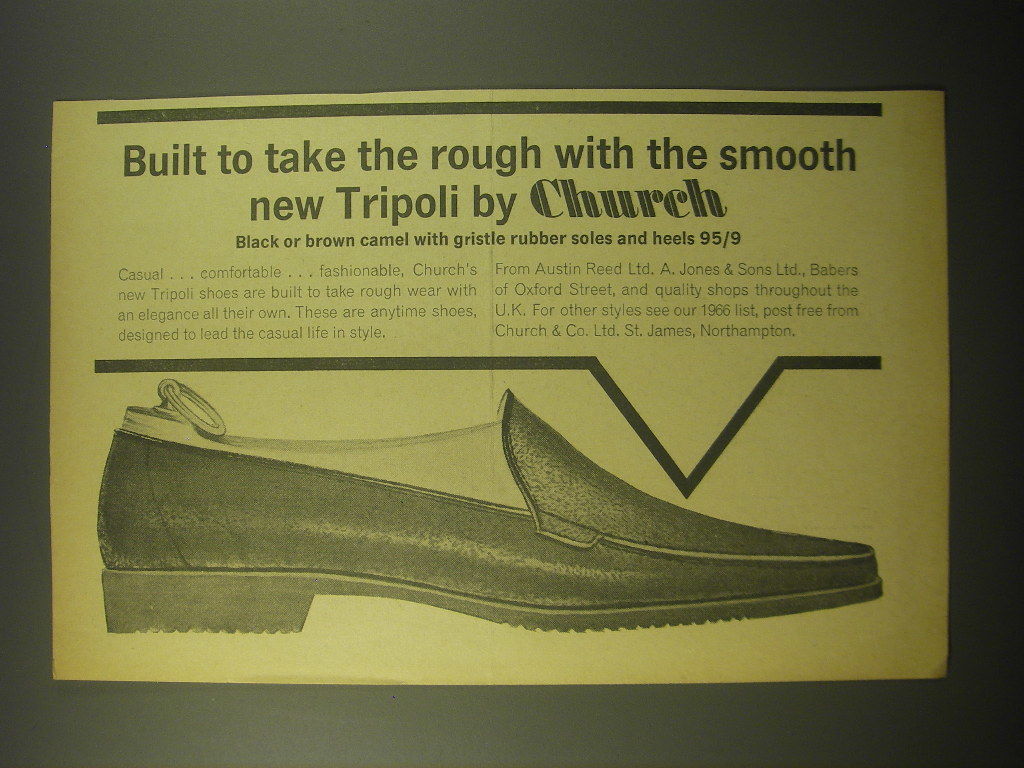 Built to take the rough with the smooth
new Tripoli by Church
Black or brown camel with gristle rubber soles and heels 95/9
Casual . . . comfortable . . . fashionable, Church's
new Tripoli shoes are built to take rough wear with
an elegance all their own. These are anytime shoes,
designed to lead the casual life in style.
From Austin Reed Ltd. A. Jones & Sons Ltd., Babers
of Oxford Street, and quality shops throughout the
U.K. For other styles see our 1966 list, post free from
Church & Co. Ltd. St. James, Northampton.